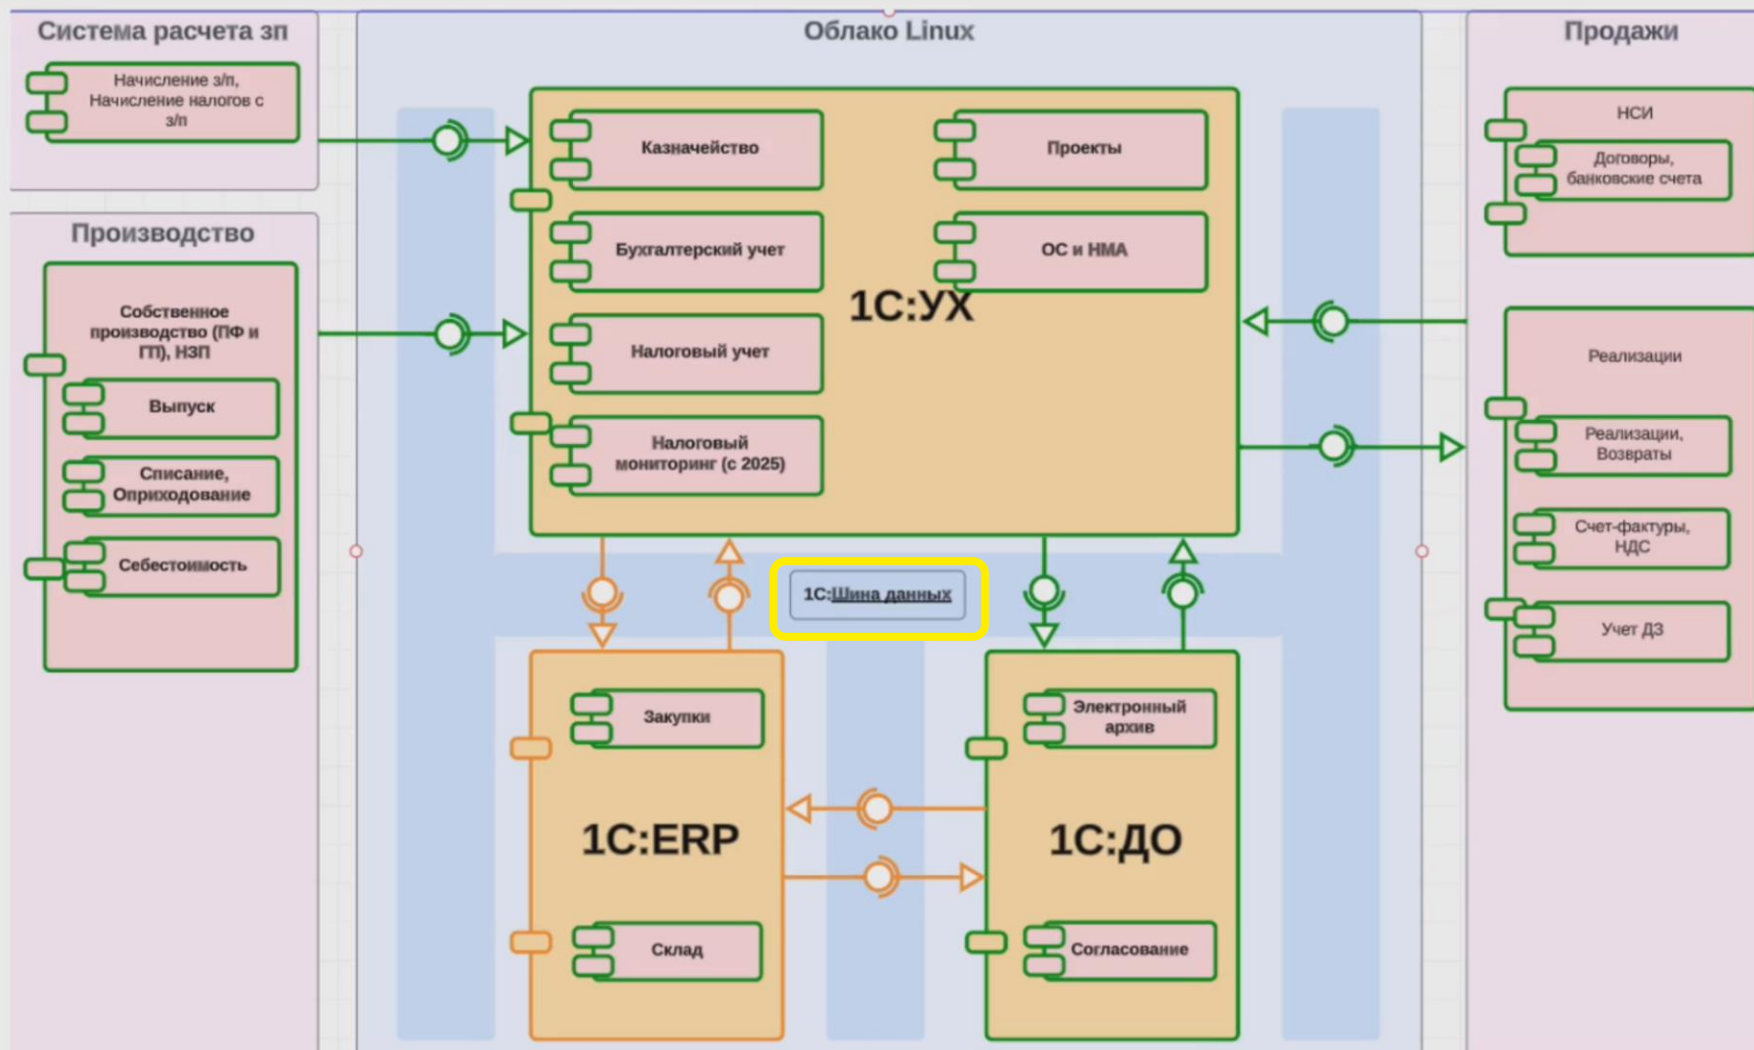 Система расчета зп
Начисление з/п,
Начисление налогов с
з/п
Производство
Собственное
производство (ПФ и
ГП), НЗП
Выпуск
Списание,
Оприходование
Себестоимость
Облако Linux
Казначейство
Проекты
Бухгалтерский учет
ОС и НМА
1С:УХ
Налоговый учет
Налоговый
мониторинг (с 2025)
1С:Шина данных
Закупки
1С:ERP
Склад
Электронный
архив
1С:ДО
Согласование
Продажи
НСИ
Договоры,
банковские счета
Реализации
Реализации,
Возвраты
Счет-фактуры,
НДС
Учет ДЗ